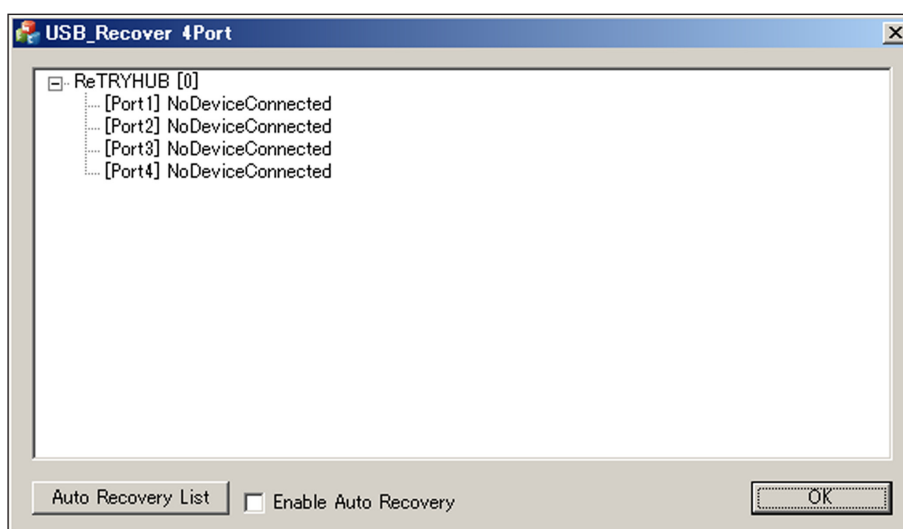 USB_Recover 4Port
ReTRYHUB [0]
[Port1] NoDeviceConnected
[Port2] NoDeviceConnected
[Port3] NoDeviceConnected
[Port4] NoDeviceConnected
Auto Recovery List
Enable Auto Recovery
OK